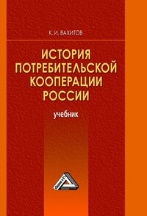 К. И. ВАХИТОВ
ИСТОРИЯ
ПОТРЕБИТЕЛЬСКОЙ
КООПЕРАЦИИ
РОССИИ
учебник